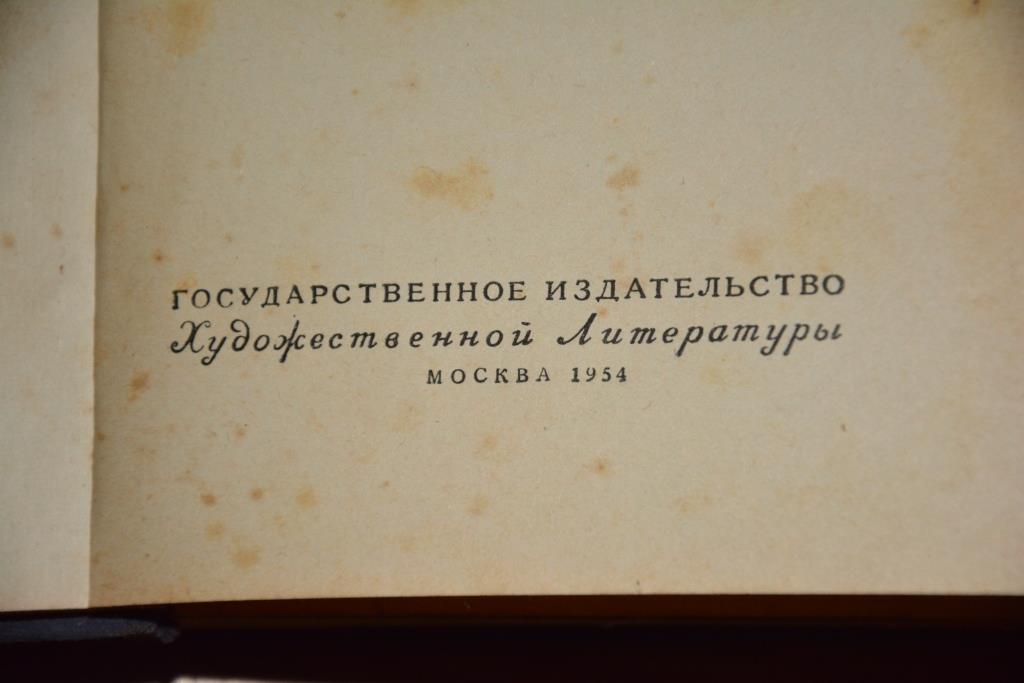 ГОСУДАРСТВЕННОЕ ИЗДАТЕЛЬСТВО
Художественной Литературы
МОСКВА 1954